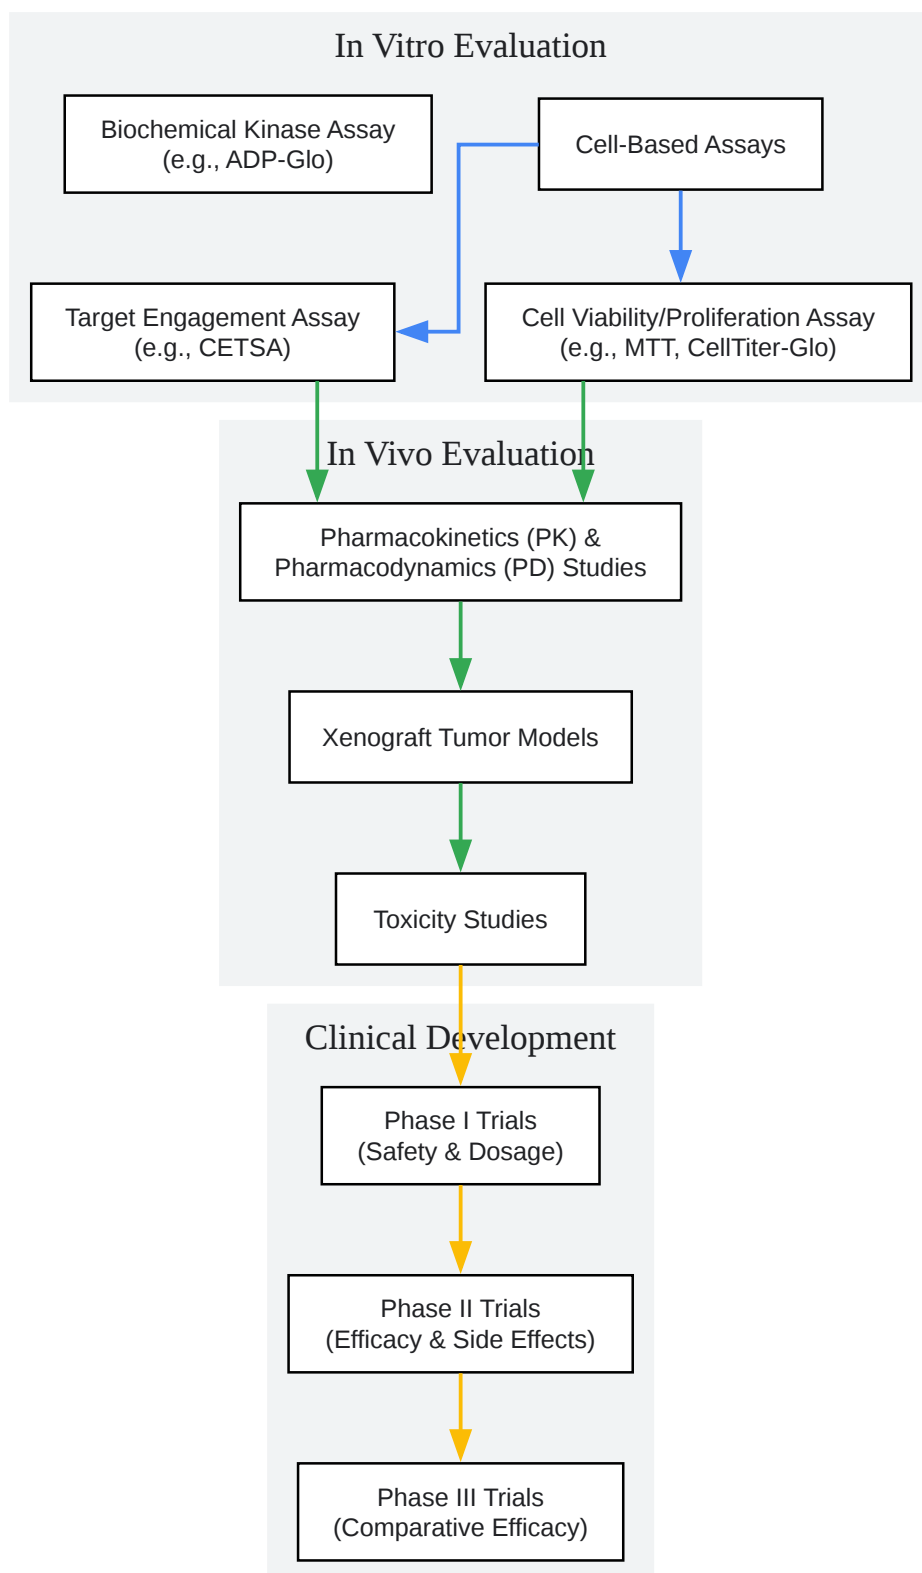 In Vitro Evaluation
Biochemical Kinase Assay
(e.g., ADP-Glo)
Cell-Based Assays
Target Engagement Assay
(e.g., CETSA)
Cell Viability/Proliferation Assay
(e.g., MTT, CellTiter-Glo)
In Vivo Evaluation
Pharmacokinetics (PK) &
Pharmacodynamics (PD) Studies
Xenograft Tumor Models
Toxicity Studies
Clinical Development
Phase I Trials
(Safety & Dosage)
Phase II Trials
(Efficacy & Side Effects)
Phase III Trials
(Comparative Efficacy)